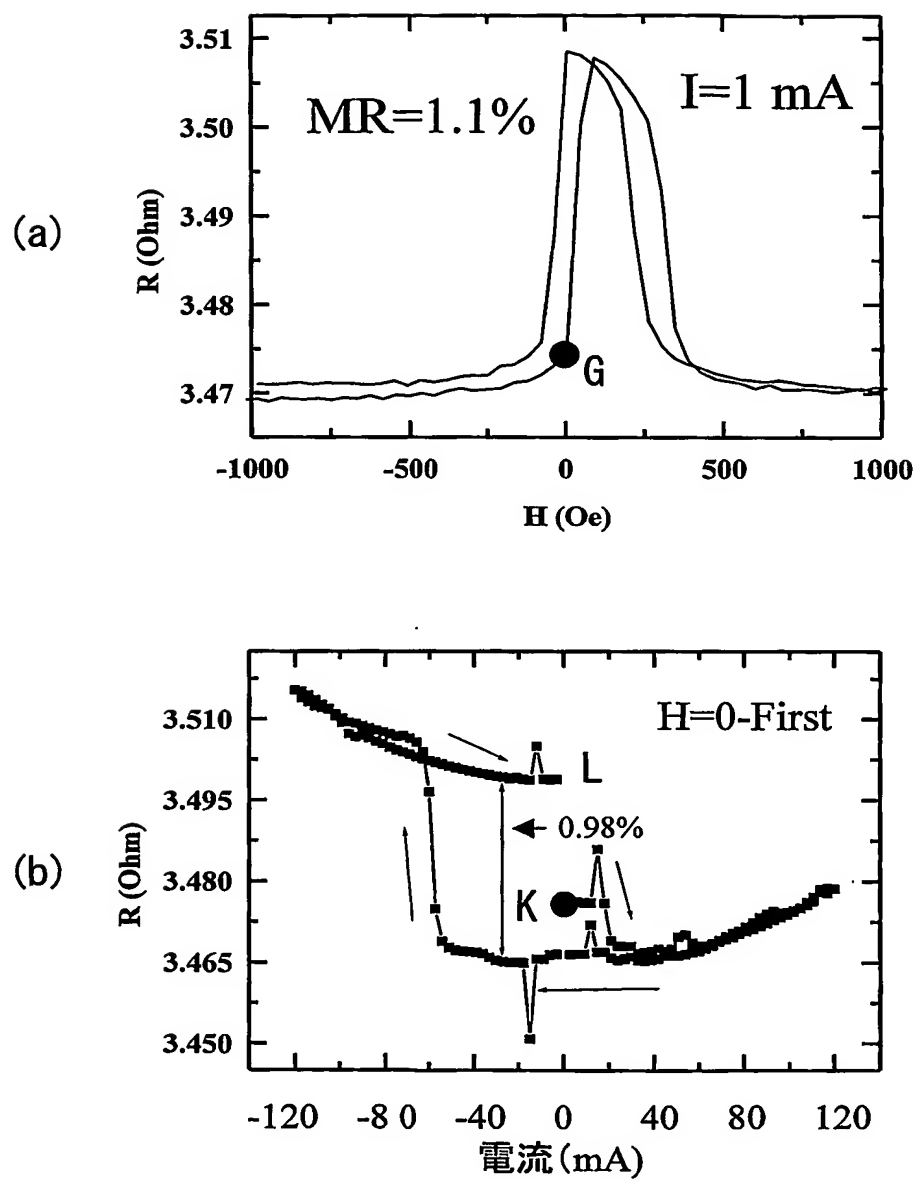 (a)
R (Ohm)
3.51
3.50
3.49
3.48
3.47
MR=1.1%
I=1 mA
G
-1000
-500
0
500
1000
H (Oe)
(b)
R (Ohm)
3.510
3.495
3.480
3.465
3.450
H=0-First
L
0.98%
K
-120
-8 0
-40
0
40
80
120
電流(mA)